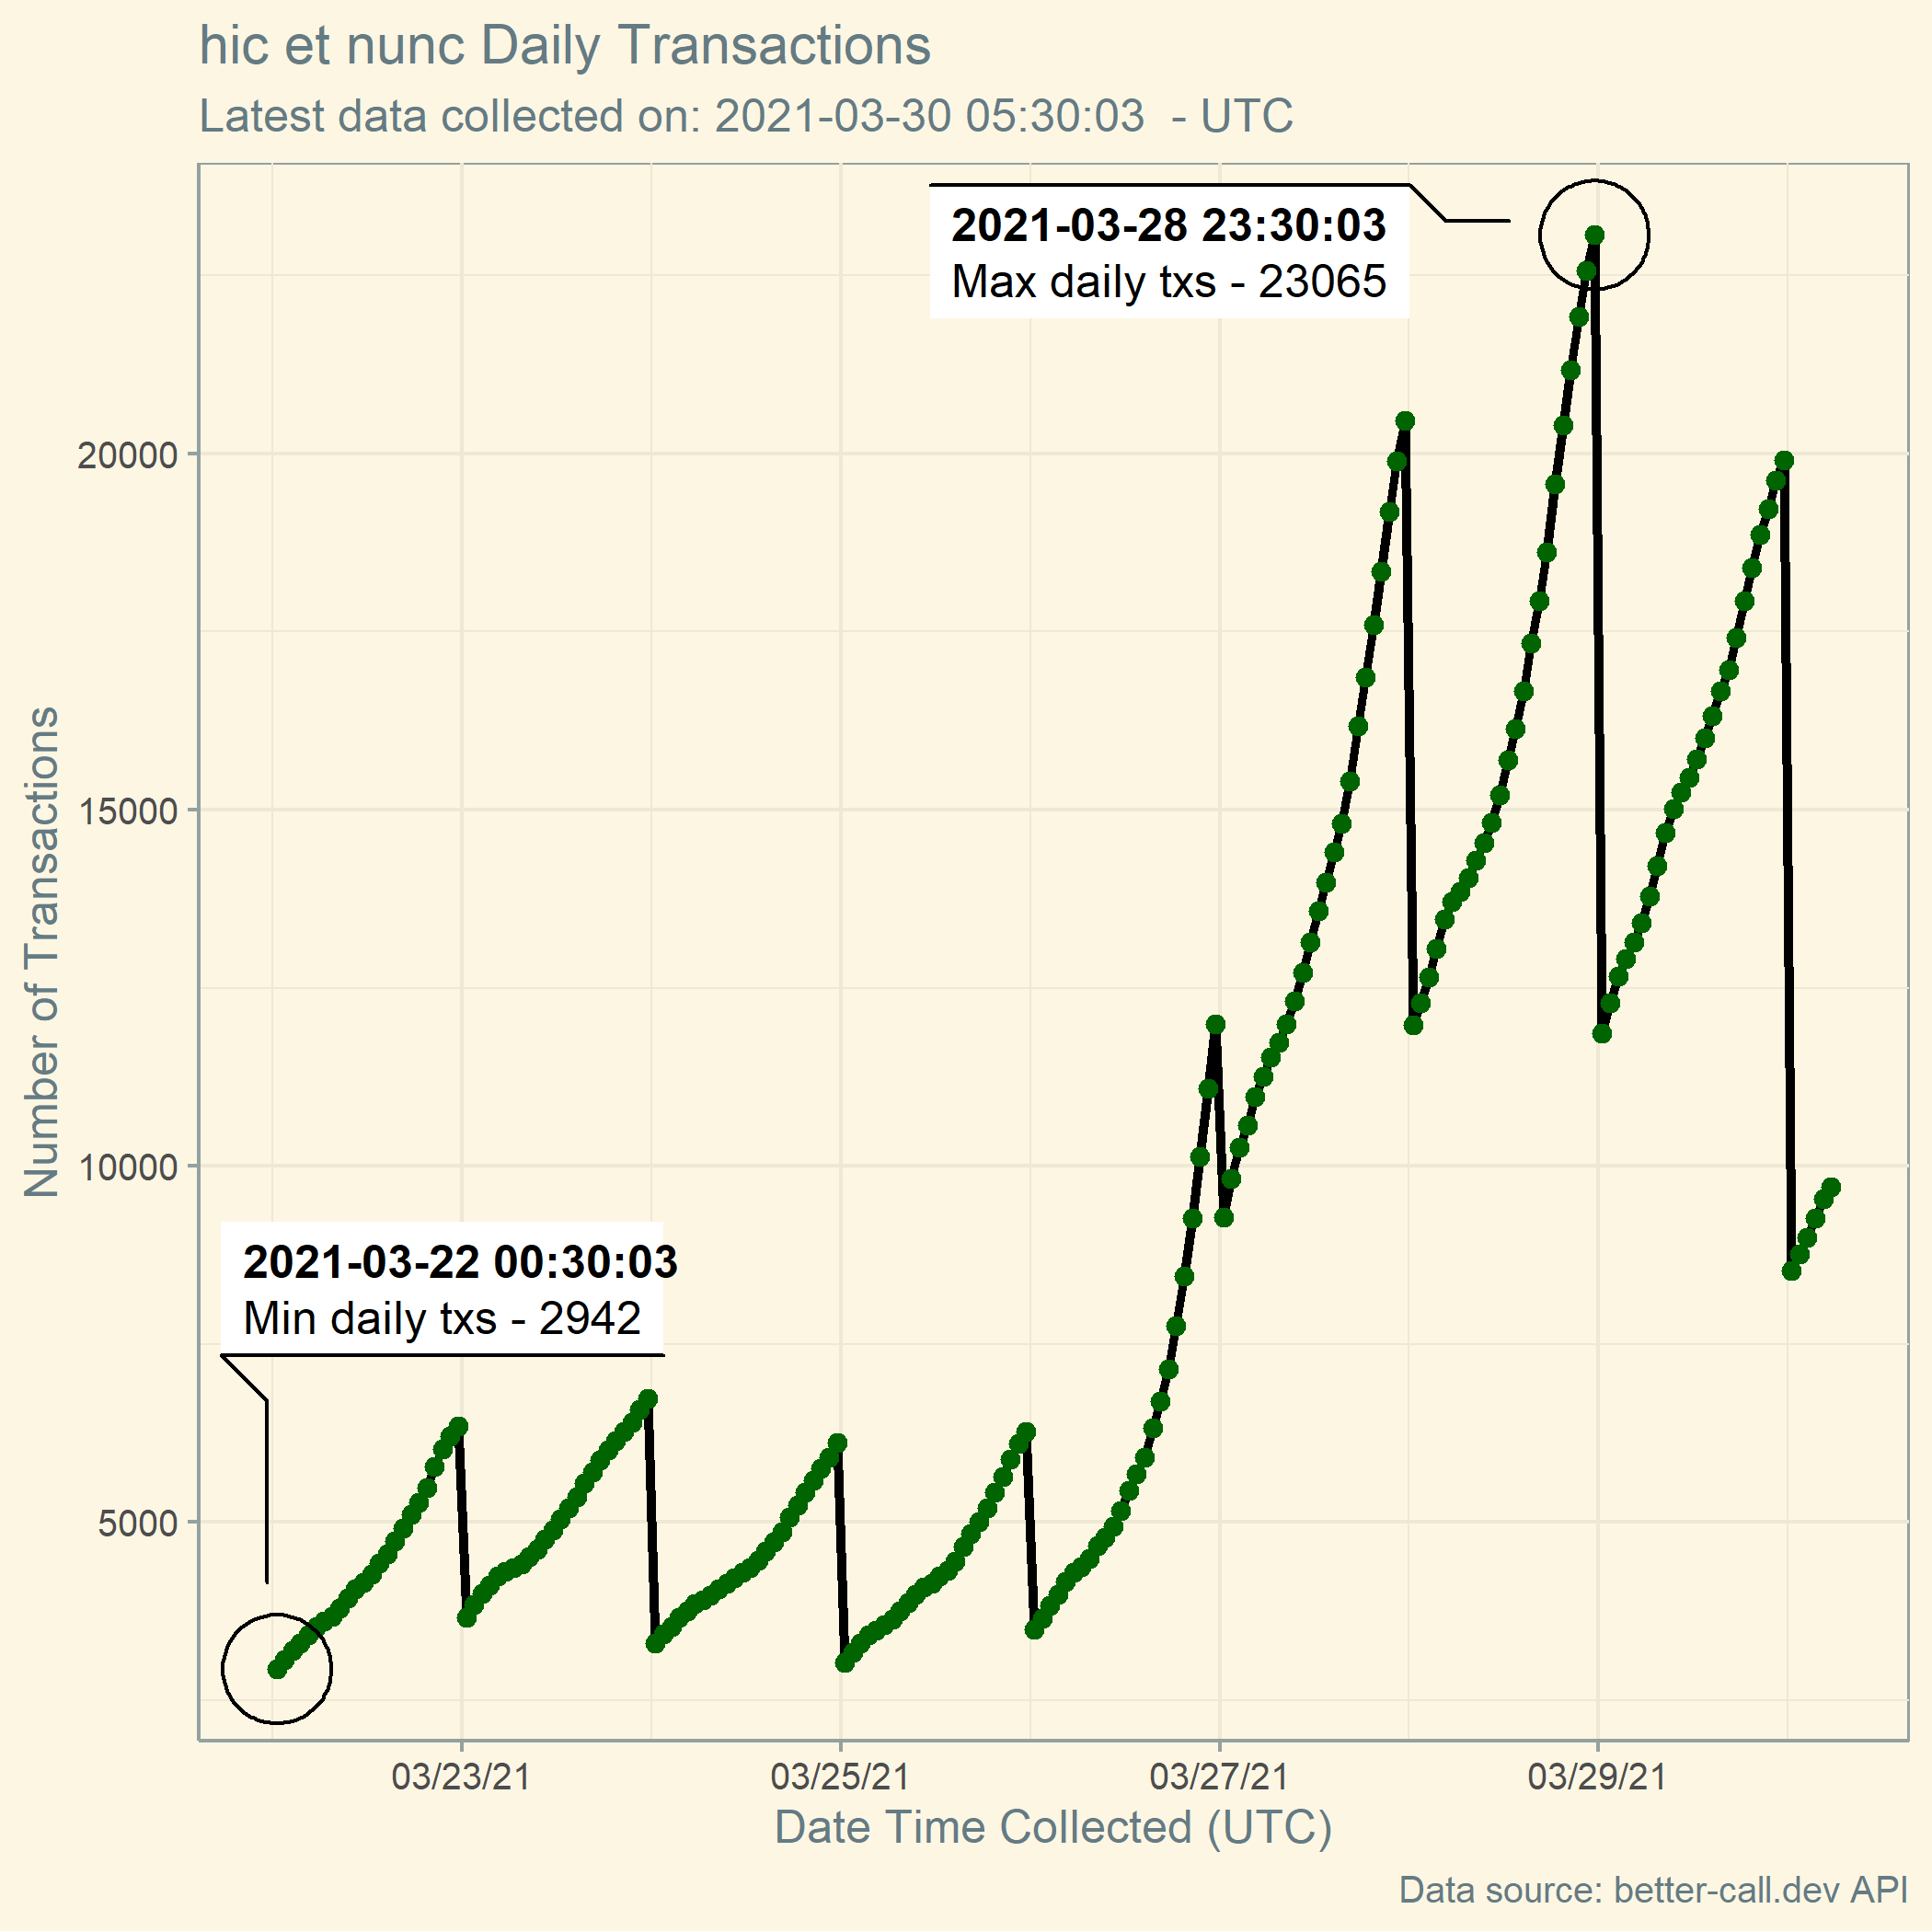 hic et nunc Daily Transactions
Latest data collected on: 2021-03-30 05:30:03  - UTC
2021-03-28 23:30:03
Max daily txs - 23065
20000
15000
10000
5000
Number of Transactions
2021-03-22 00:30:03
Min daily txs - 2942
03/23/21
03/25/21
03/27/21
03/29/21
Date Time Collected (UTC)
Data source: better-call.dev API